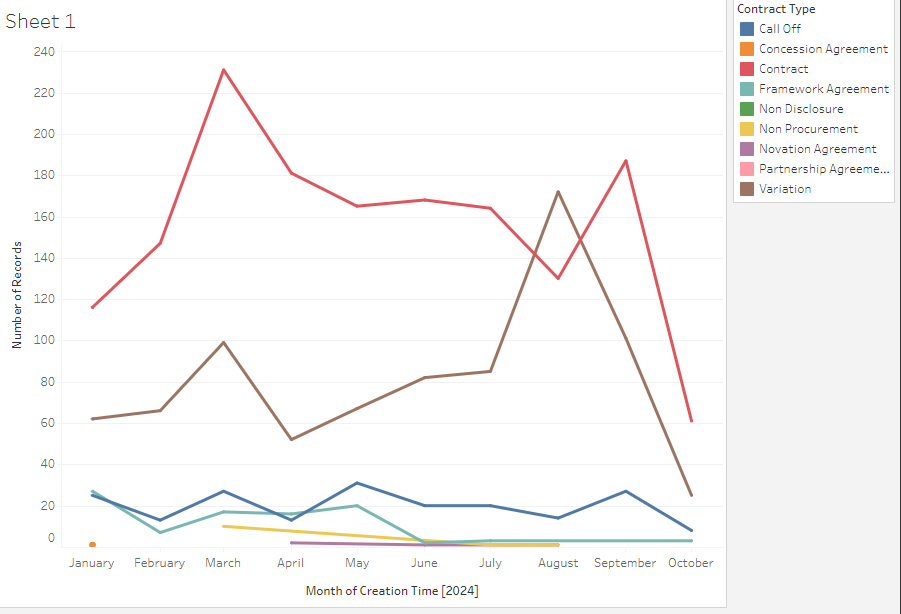 Sheet 1
Contract Type
Call Off
Concession Agreement
Contract
Framework Agreement
Non Disclosure
Non Procurement
Novation Agreement
Partnership Agreeme...
Variation
240
220
200
180
160
140
120
100
80
60
40
20
0
Number of Records
January February March April May June July August September October
Month of Creation Time [2024]